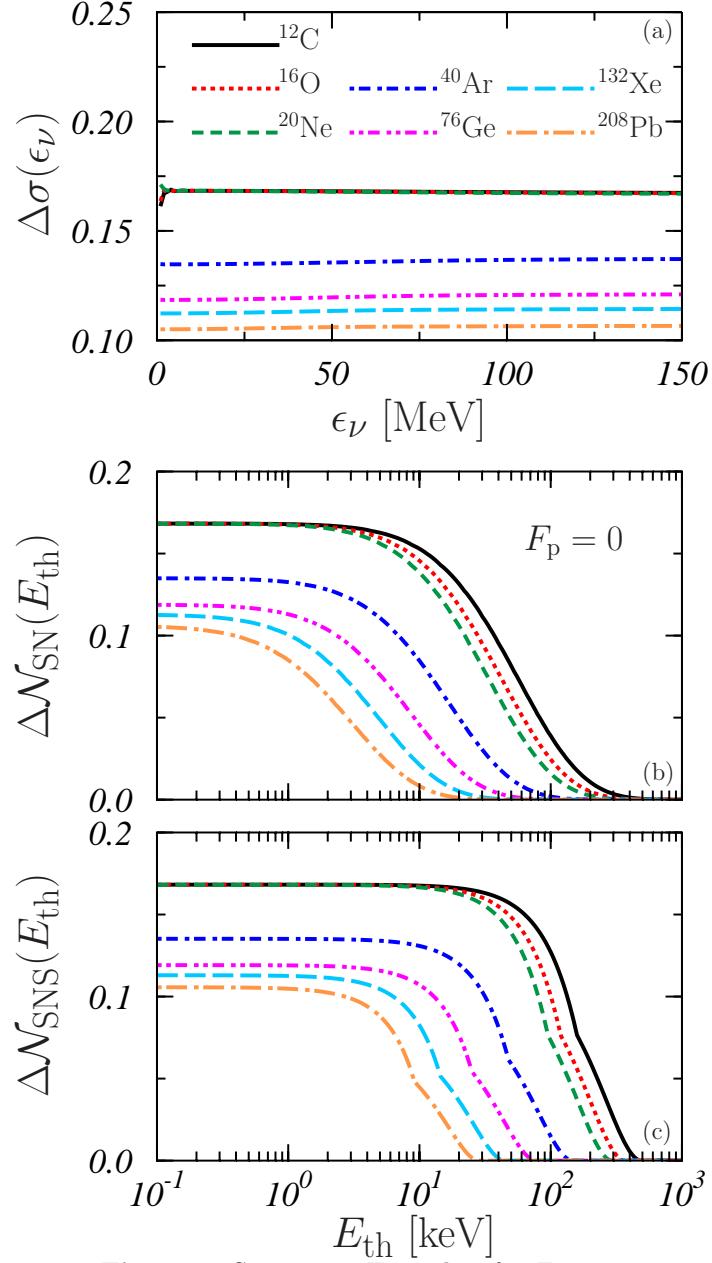 0.25
0.20
0.15
0.10
Δσ(ϵ_ν)
(a)
¹²C
¹⁶O
⁴⁰Ar
¹³²Xe
²⁰Ne
⁷⁶Ge
²⁰⁸Pb
0
50
100
150
ϵ_ν [MeV]
0.2
0.1
0.0
Δ𝒩_SN(E_th)
F_p = 0
(b)
0.2
0.1
0.0
Δ𝒩_SNS(E_th)
(c)
10⁻¹
10⁰
10¹
10²
10³
E_th [keV]